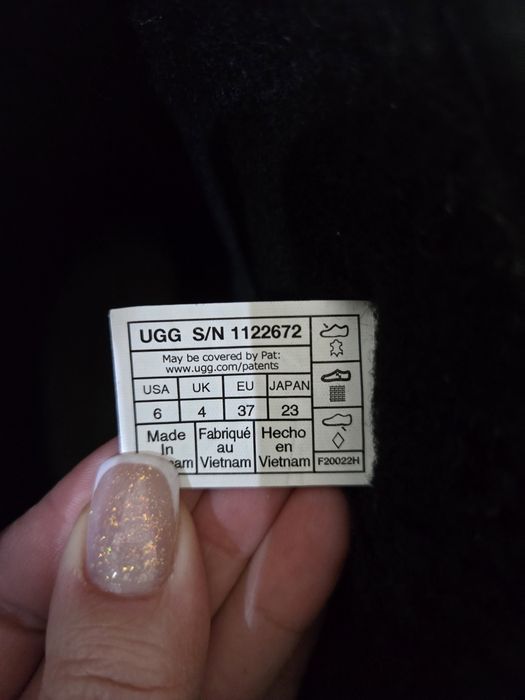 UGG S/N 1122672
May be covered by Pat:
www.ugg.com/patents
USA UK EU JAPAN
6 4 37 23
Made In
Fabriqué au Vietnam
Hecho en Vietnam
F20022H